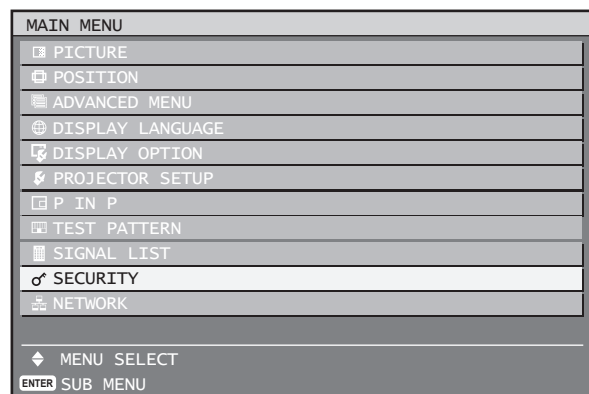 MAIN MENU
PICTURE
POSITION
ADVANCED MENU
DISPLAY LANGUAGE
DISPLAY OPTION
PROJECTOR SETUP
P IN P
TEST PATTERN
SIGNAL LIST
SECURITY
NETWORK
MENU SELECT
ENTER SUB MENU